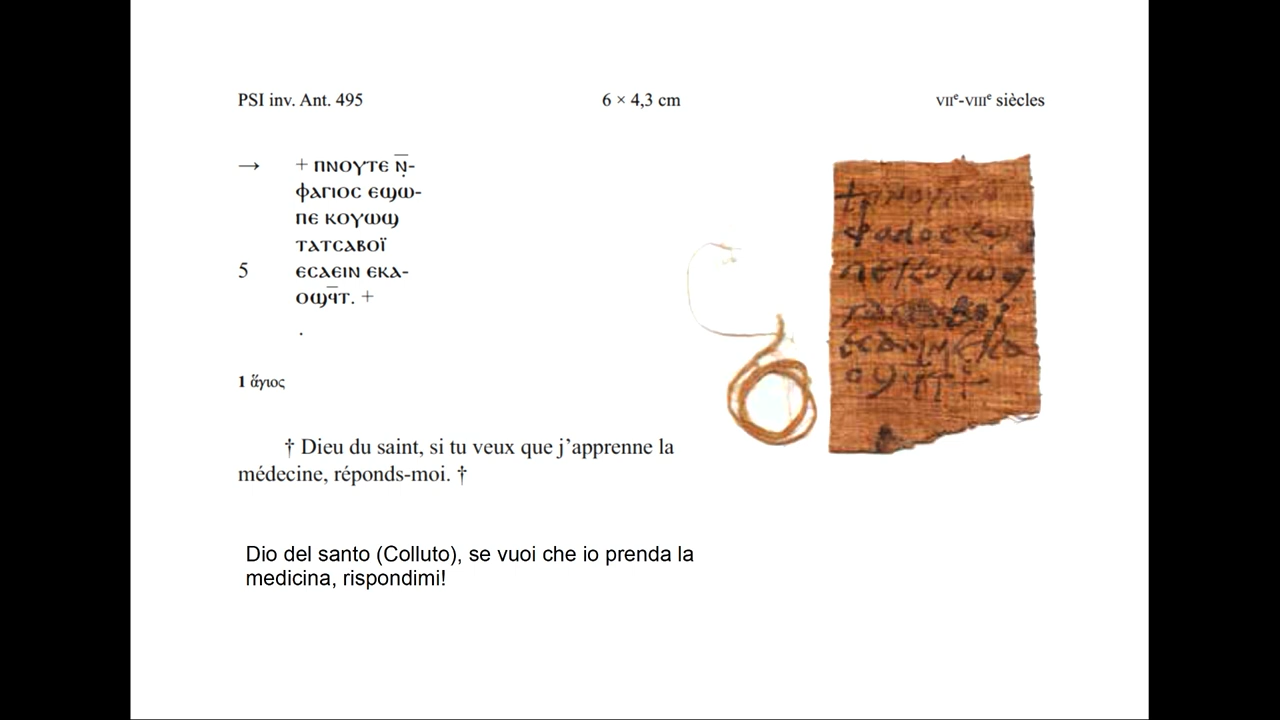 PSI inv. Ant. 495 6 × 4,3 cm VIIe-VIIIe siècles
→ + ⲡⲛⲟⲩⲧⲉ ⲛ̣̅-
ⲫⲁⲅⲓⲟⲥ ⲉϣⲱ-
ⲡⲉ ⲕⲟⲩⲱϣ
ⲧⲁⲧⲥⲁⲃⲟⲓ̈
5 ⲉⲥⲁⲉⲓⲛ ⲉⲕⲁ-
ⲟϣϥ̅ⲧ. +
.
1 ἅγιος
† Dieu du saint, si tu veux que j’apprenne la
médecine, réponds-moi. †
Dio del santo (Colluto), se vuoi che io prenda la
medicina, rispondimi!